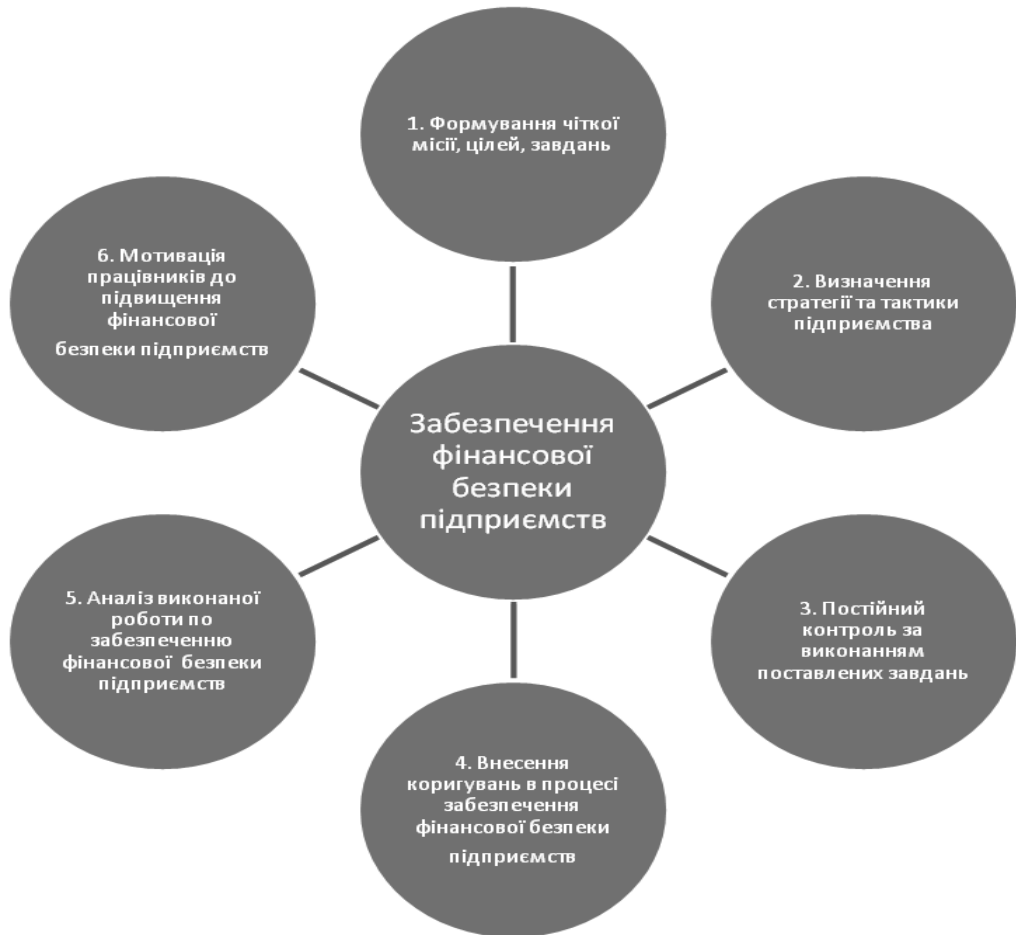 1. Формування чіткої
місії, цілей, завдань
2. Визначення
стратегії та тактики
підприємства
3. Постійний
контроль за
виконанням
поставлених завдань
4. Внесення
коригувань в процесі
забезпечення
фінансової безпеки
підприємств
5. Аналіз виконаної
роботи по
забезпеченню
фінансової безпеки
підприємств
6. Мотивація
працівників до
підвищення
фінансової
безпеки підприємств
Забезпечення
фінансової
безпеки
підприємств